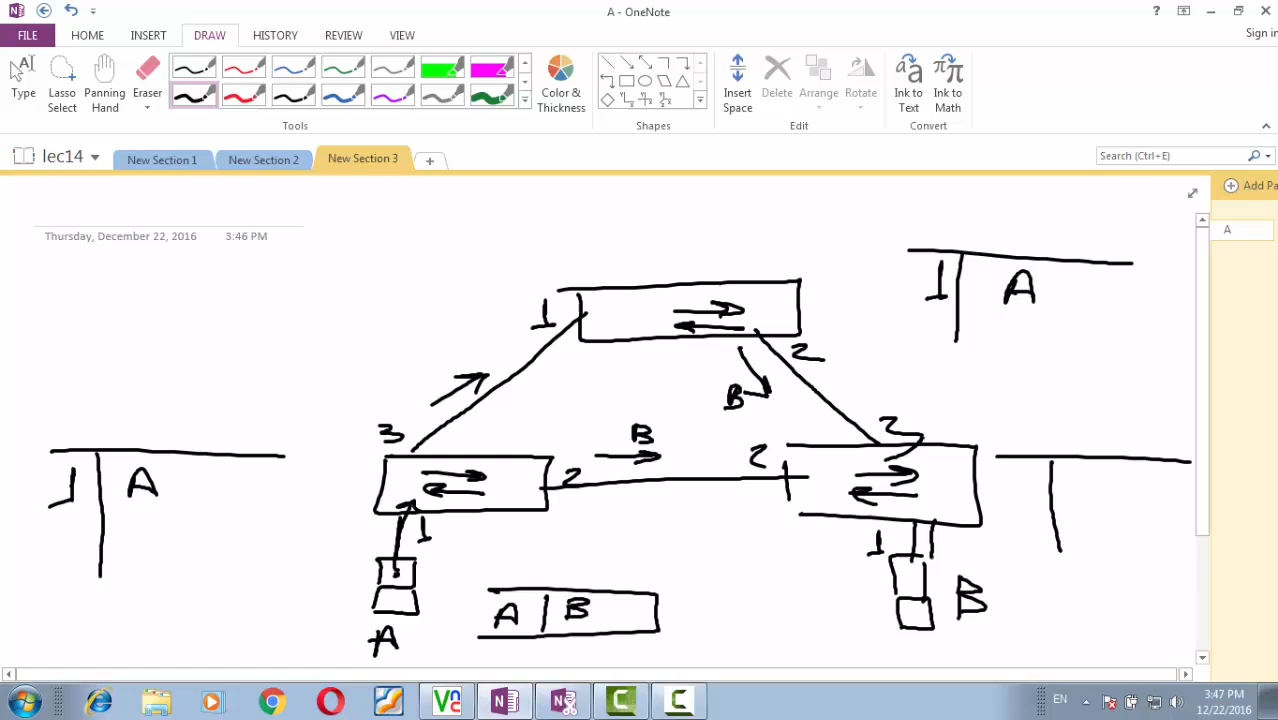 A - OneNote
? Sign in
FILE HOME INSERT DRAW HISTORY REVIEW VIEW
Type
Lasso Select
Panning Hand
Eraser
Color & Thickness
Insert Space
Delete
Arrange
Rotate
Ink to Text
Ink to Math
Tools Shapes Edit Convert
lec14 New Section 1 New Section 2 New Section 3 + Search (Ctrl+E)
Add Pa
A
Thursday, December 22, 2016 3:46 PM
1 A
1
2
B
3 B 2
2 2
1 A
1 1
A B
B
A
EN 3:47 PM
12/22/2016